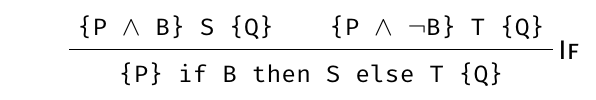 {P ∧ B} S {Q} {P ∧ ¬B} T {Q}
IF
{P} if B then S else T {Q}